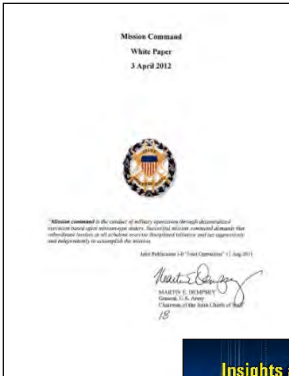 Mission Command
White Paper
3 April 2012
"Mission command is the conduct of military operations through decentralized
execution based upon mission-type orders. Successful mission command demands that
subordinate leaders at all echelons exercise disciplined initiative and act aggressively
and independently to accomplish the mission.
Joint Publication 3-0 "Joint Operations" 11 Aug 2011
MARTIN E. DEMPSEY
General, U.S. Army
Chairman of the Joint Chiefs of Staff
18
Insights